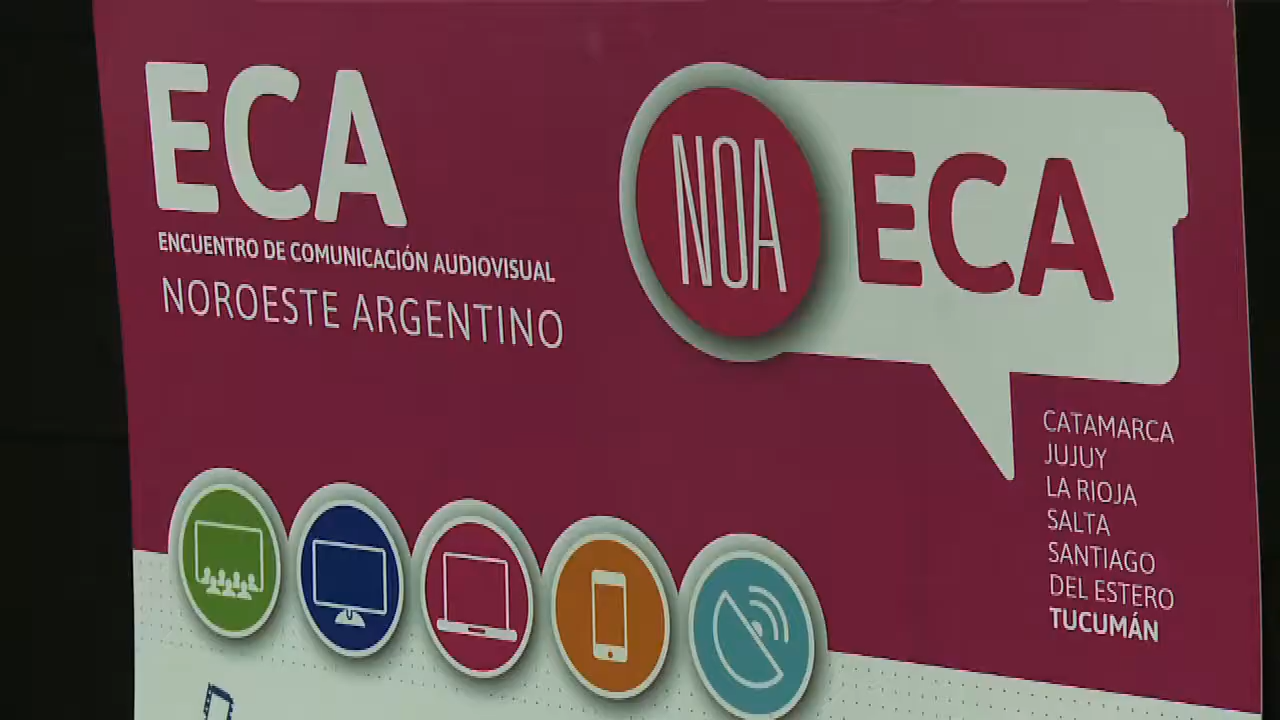 ECA
ENCUENTRO DE COMUNICACIÓN AUDIOVISUAL
NOROESTE ARGENTINO
NOA
ECA
CATAMARCA
JUJUY
LA RIOJA
SALTA
SANTIAGO
DEL ESTERO
TUCUMÁN